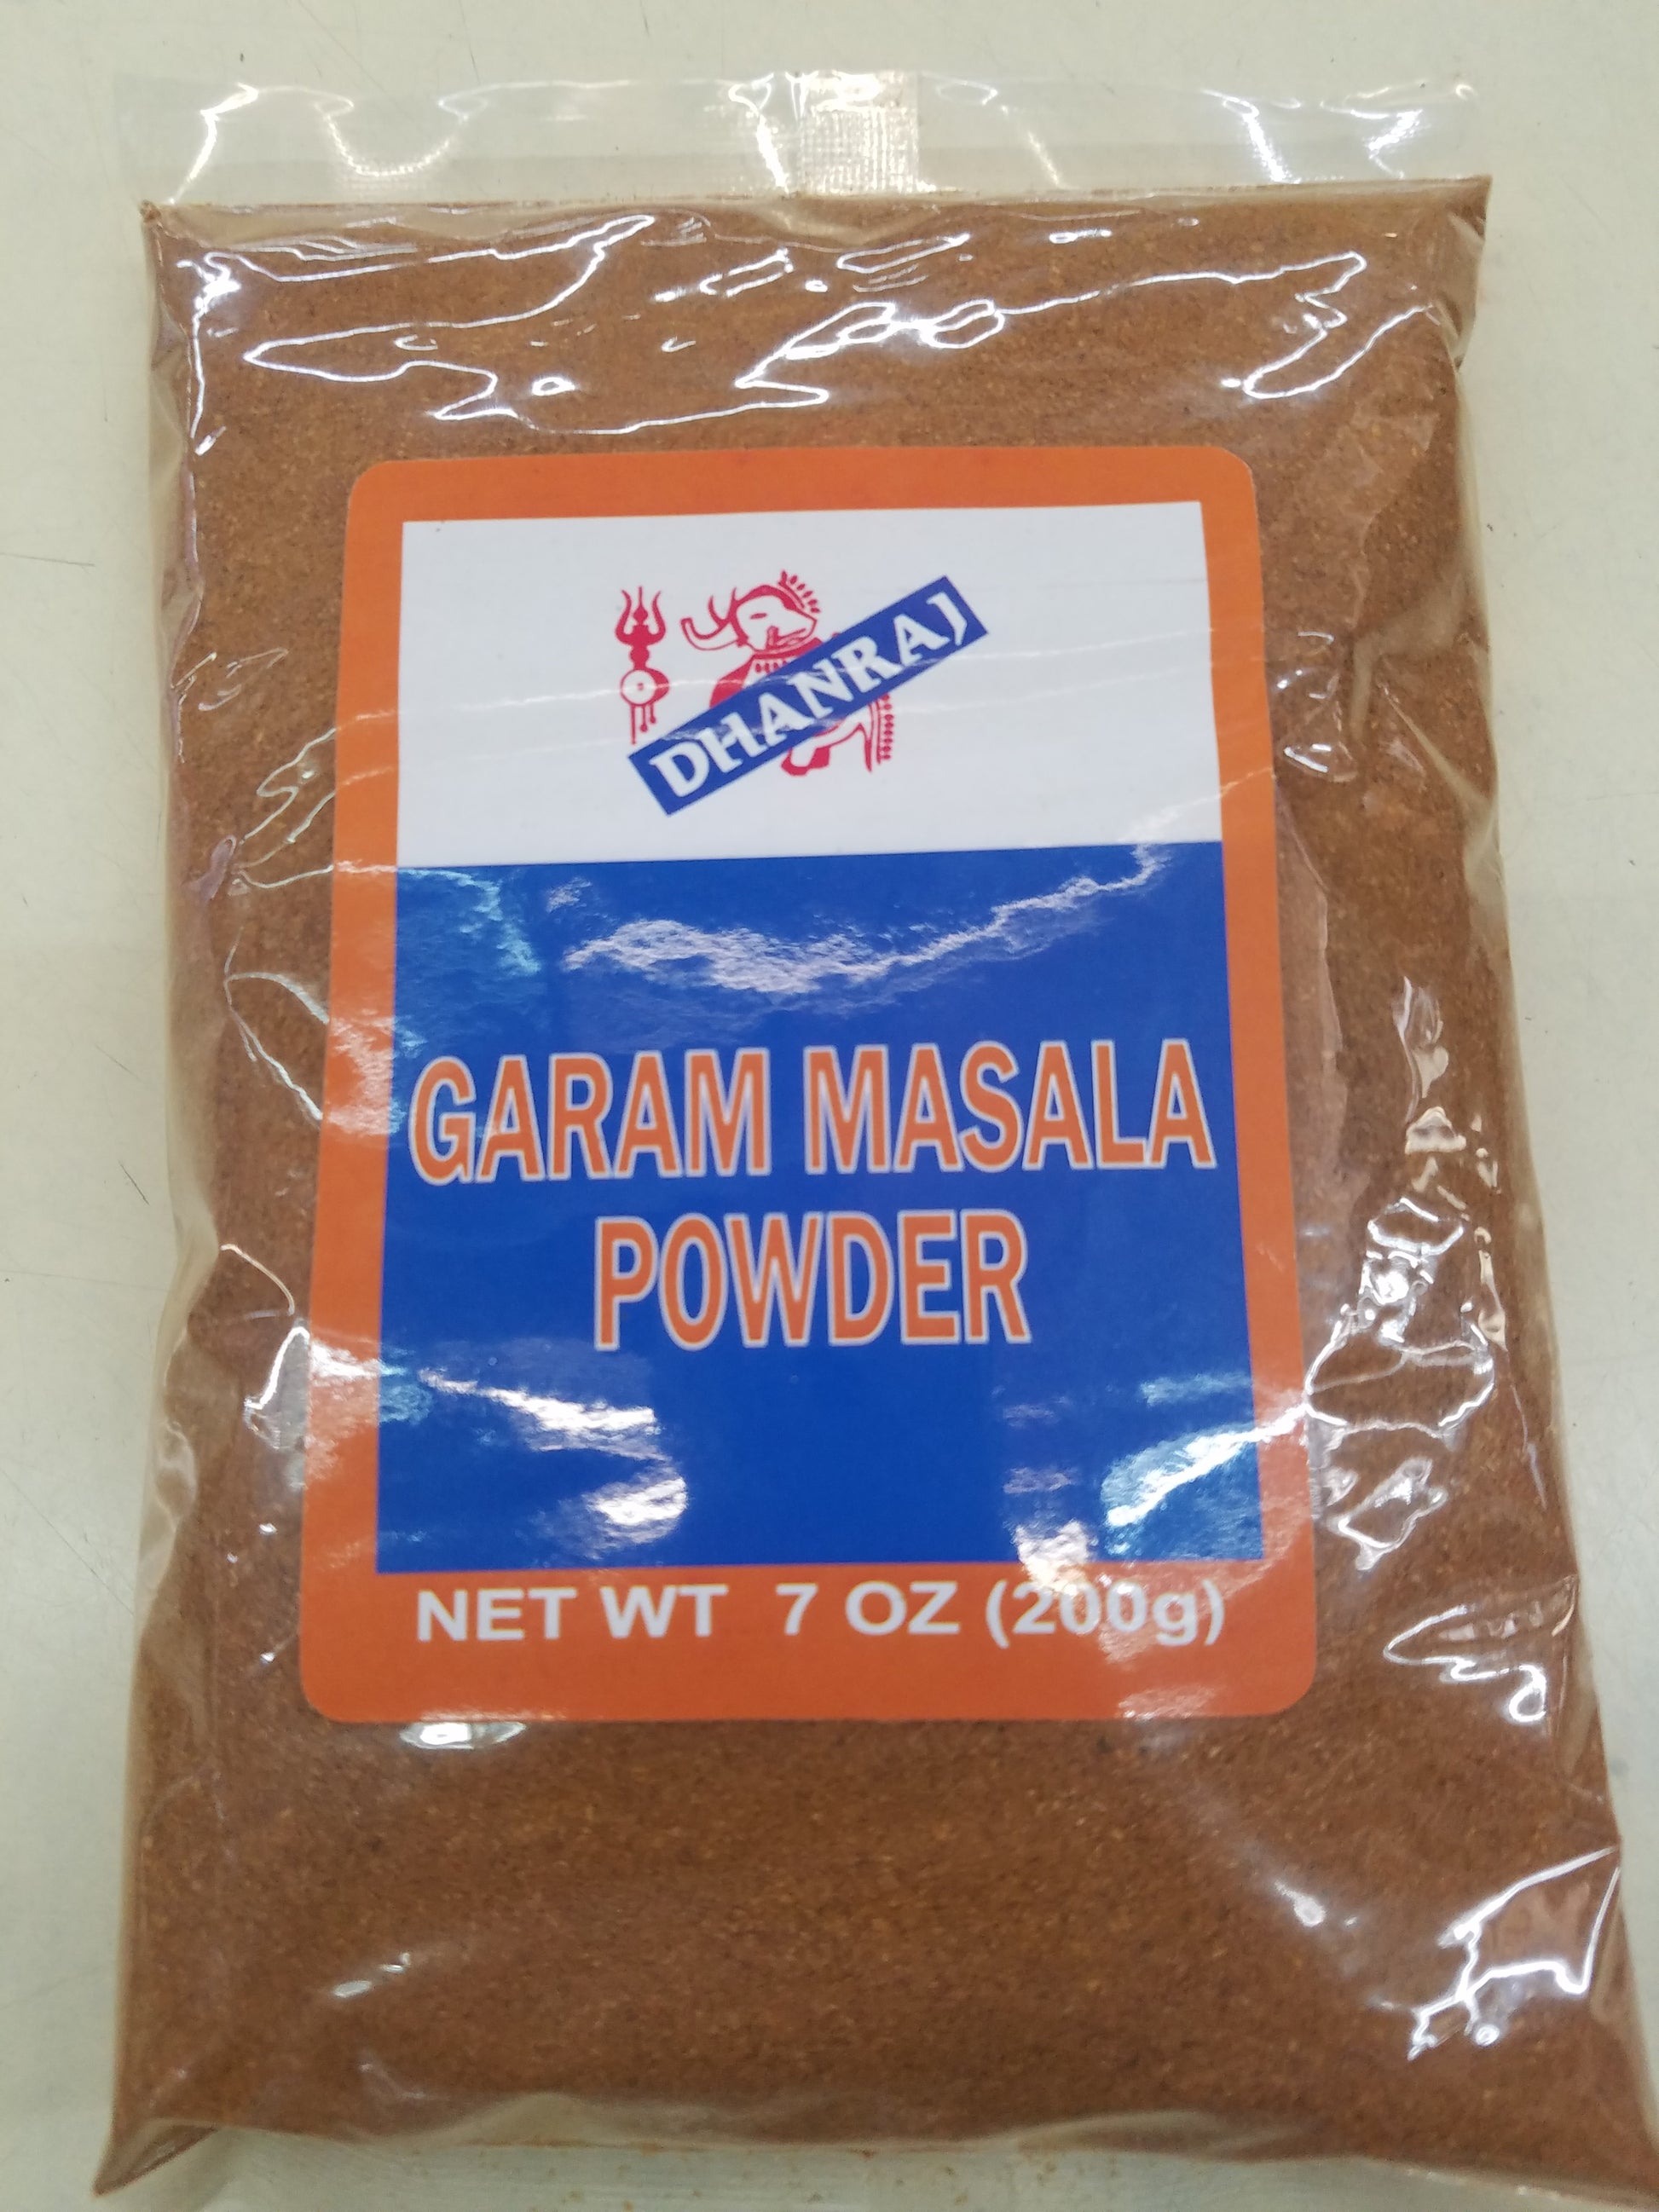 DHANRAJ
GARAM MASALA
POWDER
NET WT 7 OZ (200g)